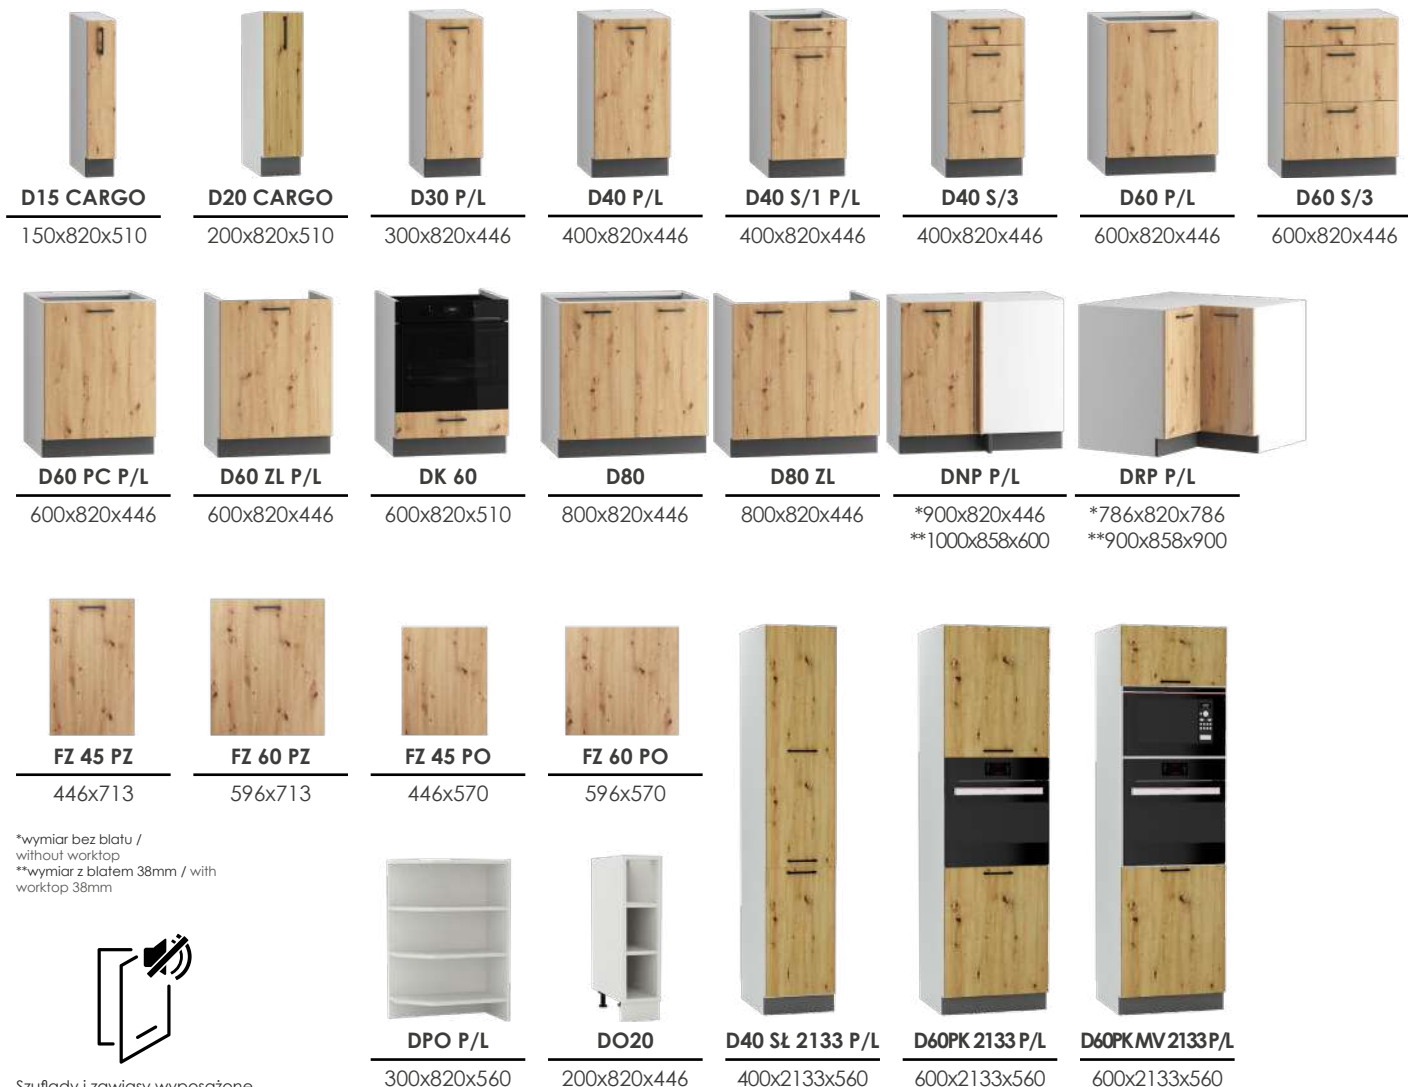 D15 CARGO
150x820x510
D20 CARGO
200x820x510
D30 P/L
300x820x446
D40 P/L
400x820x446
D40 S/1 P/L
400x820x446
D40 S/3
400x820x446
D60 P/L
600x820x446
D60 S/3
600x820x446
D60 PC P/L
600x820x446
D60 ZL P/L
600x820x446
DK 60
600x820x510
D80
800x820x446
D80 ZL
800x820x446
DNP P/L
*900x820x446
**1000x858x600
DRP P/L
*786x820x786
**900x858x900
FZ 45 PZ
446x713
FZ 60 PZ
596x713
FZ 45 PO
446x570
FZ 60 PO
596x570
*wymiar bez blatu /
without worktop
**wymiar z blatem 38mm / with
worktop 38mm
DPO P/L
300x820x560
DO20
200x820x446
D40 SŁ 2133 P/L
400x2133x560
D60PK 2133 P/L
600x2133x560
D60PK MV 2133 P/L
600x2133x560
Szuflady i zawiasy wyposażone